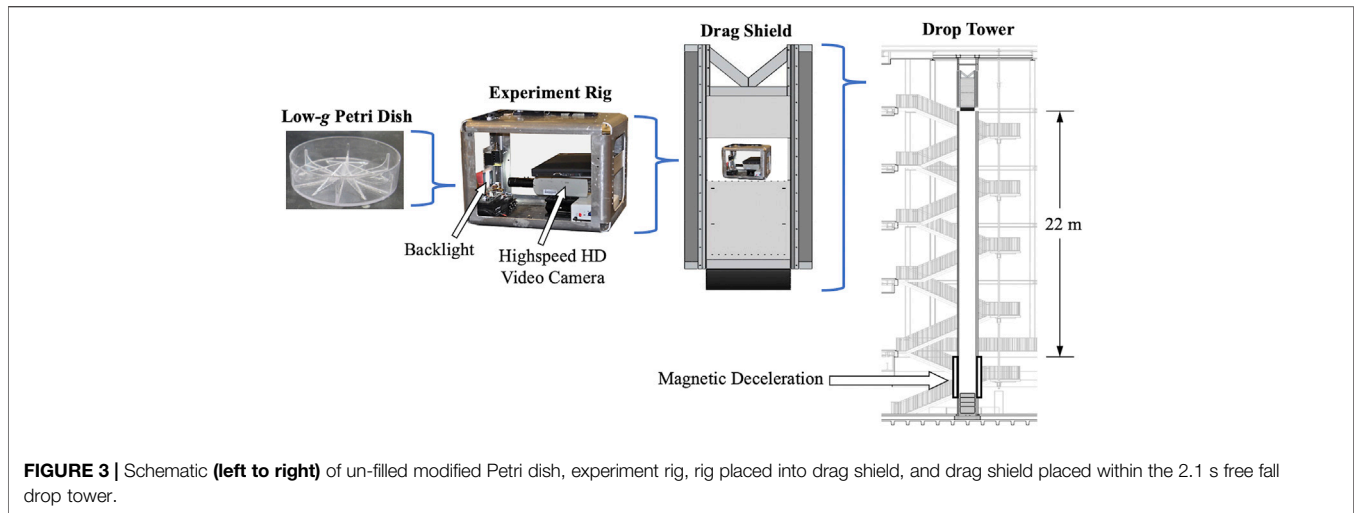 Low-g Petri Dish
Experiment Rig
Drag Shield
Drop Tower
Backlight
Highspeed HD
Video Camera
22 m
Magnetic Deceleration
FIGURE 3 | Schematic (left to right) of un-filled modified Petri dish, experiment rig, rig placed into drag shield, and drag shield placed within the 2.1 s free fall
drop tower.